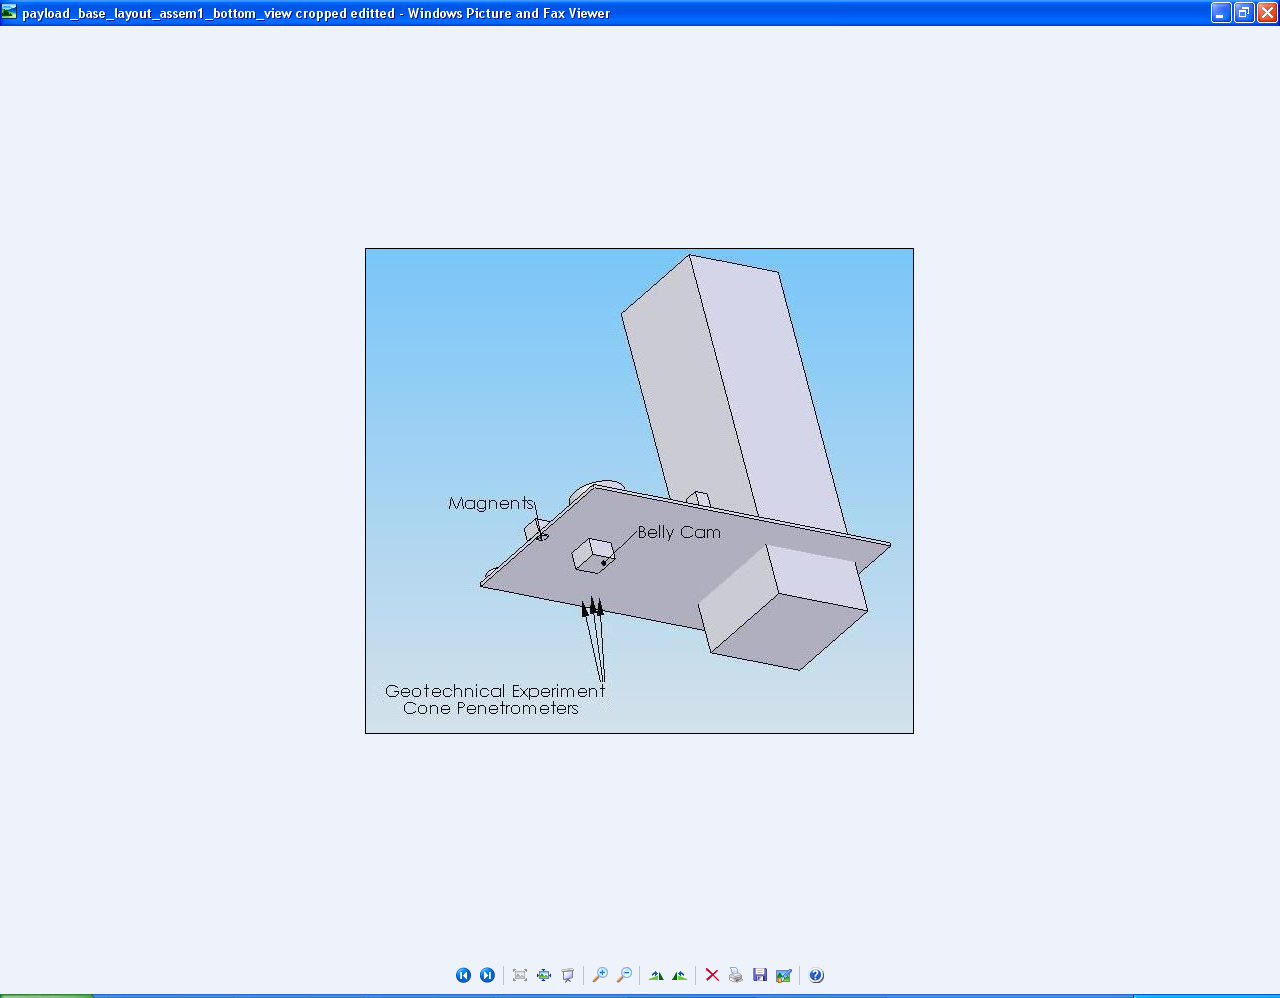 payload_base_layout_assem1_bottom_view cropped editted - Windows Picture and Fax Viewer
Magnents
Belly Cam
Geotechnical Experiment
Cone Penetrometers